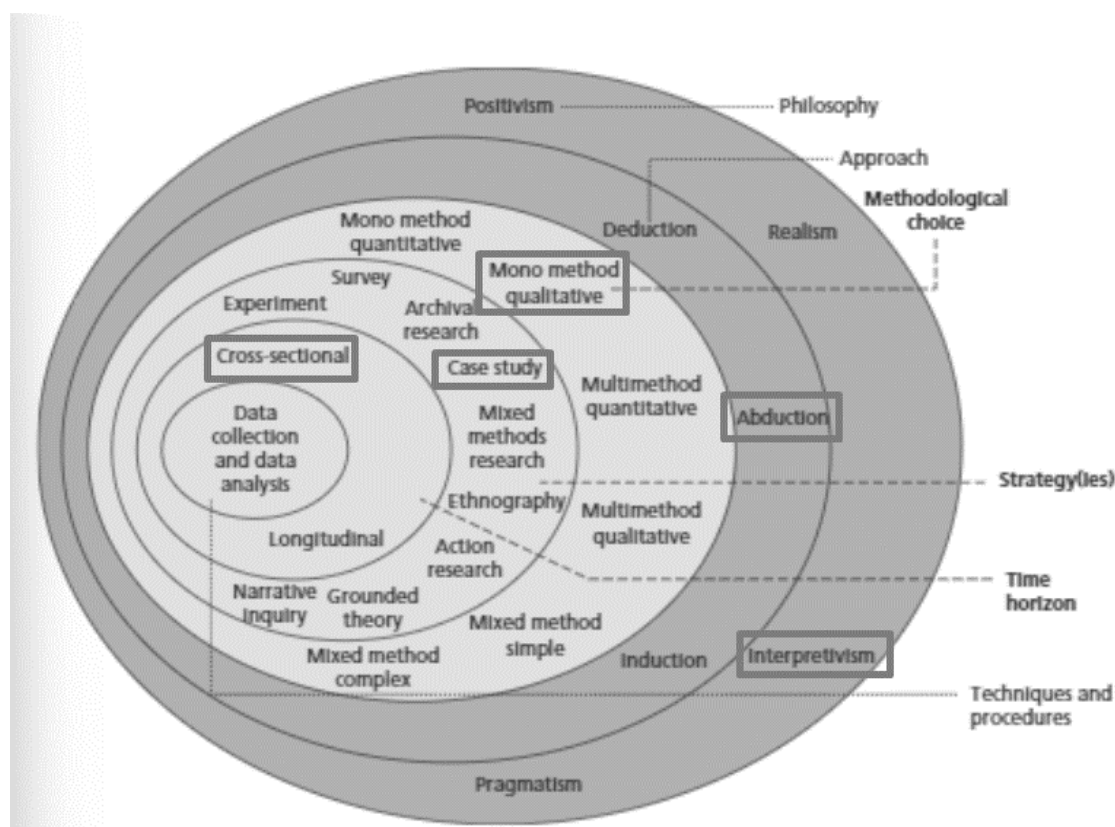 Positivism
Philosophy
Approach
Methodological
choice
Mono method
quantitative
Deduction
Realism
Survey
Mono method
qualitative
Experiment
Archival
research
Cross-sectional
Case study
Multimethod
quantitative
Data
collection
and data
analysis
Mixed
methods
research
Abduction
Strategy(ies)
Ethnography
Multimethod
qualitative
Longitudinal
Action
research
Time
horizon
Narrative
inquiry
Grounded
theory
Mixed method
simple
Mixed method
complex
Induction
Interpretivism
Techniques and
procedures
Pragmatism